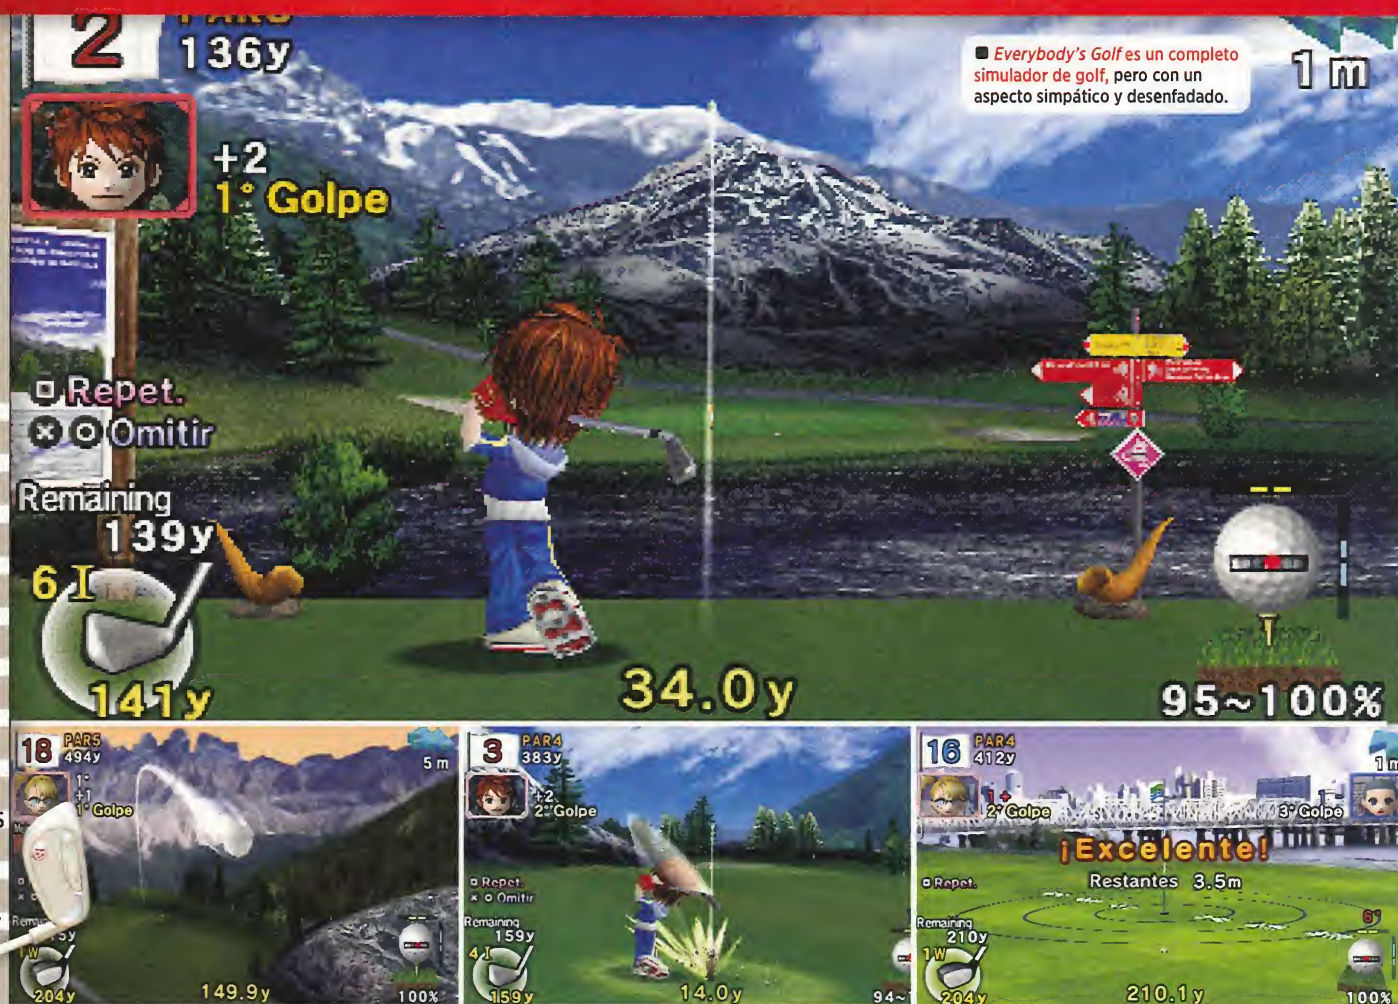 2
136y
+2
1° Golpe
■ Everybody's Golf es un completo
simulador de golf, pero con un
aspecto simpático y desenfadado.
1 m
Repet.
Omitir
Remaining
139y
6 I
141y
34.0y
95~100%
18 PAR5
494y
1°
+1
1° Golpe
5 m
204y
149.9y
100%
3 PAR4
383y
+2
2° Golpe
Repet.
Omitir
Remaining
159y
4 I
159y
14.0y
94~
16 PAR4
412y
2° Golpe
3° Golpe
1 m
¡Excelente!
Restantes 3.5m
Repet.
Remaining
210y
1W
204y
210.1y
6°
100%